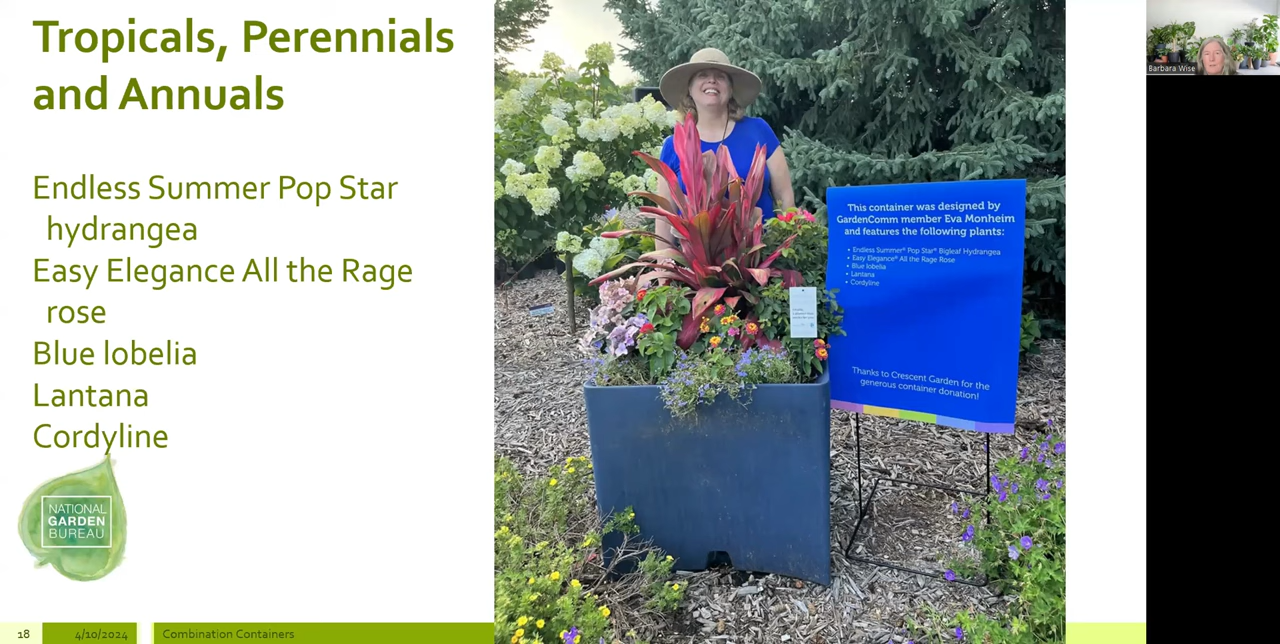 Tropicals, Perennials
and Annuals
Endless Summer Pop Star
hydrangea
Easy Elegance All the Rage
rose
Blue lobelia
Lantana
Cordyline
NATIONAL
GARDEN
BUREAU
18 4/10/2024 Combination Containers
This container was designed by
GardenComm member Eva Monheim
and features the following plants:
• Endless Summer® Pop Star® Bigleaf Hydrangea
• Easy Elegance® All the Rage Rose
• Blue lobelia
• Lantana
• Cordyline
Thanks to Crescent Garden for the
generous container donation!
Barbara Wise